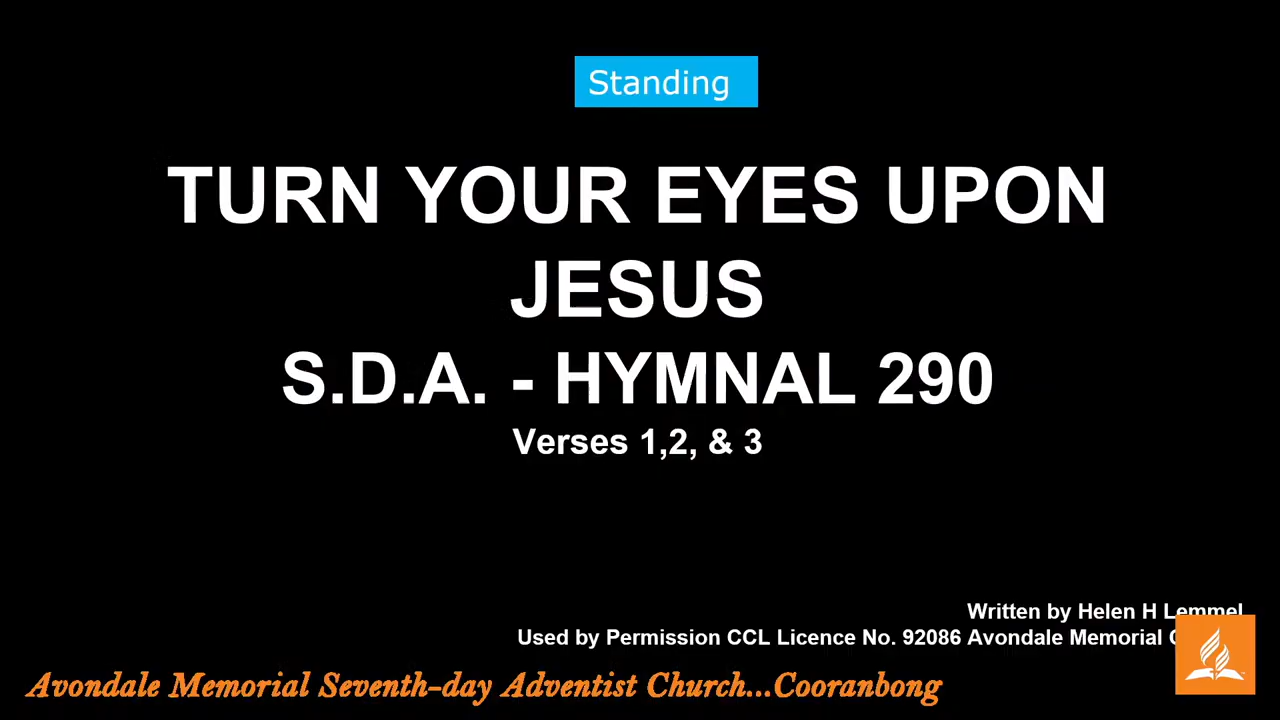 Standing
TURN YOUR EYES UPON
JESUS
S.D.A. - HYMNAL 290
Verses 1,2, & 3
Written by Helen H Lemmel
Used by Permission CCL Licence No. 92086 Avondale Memorial
Avondale Memorial Seventh-day Adventist Church...Cooranbong